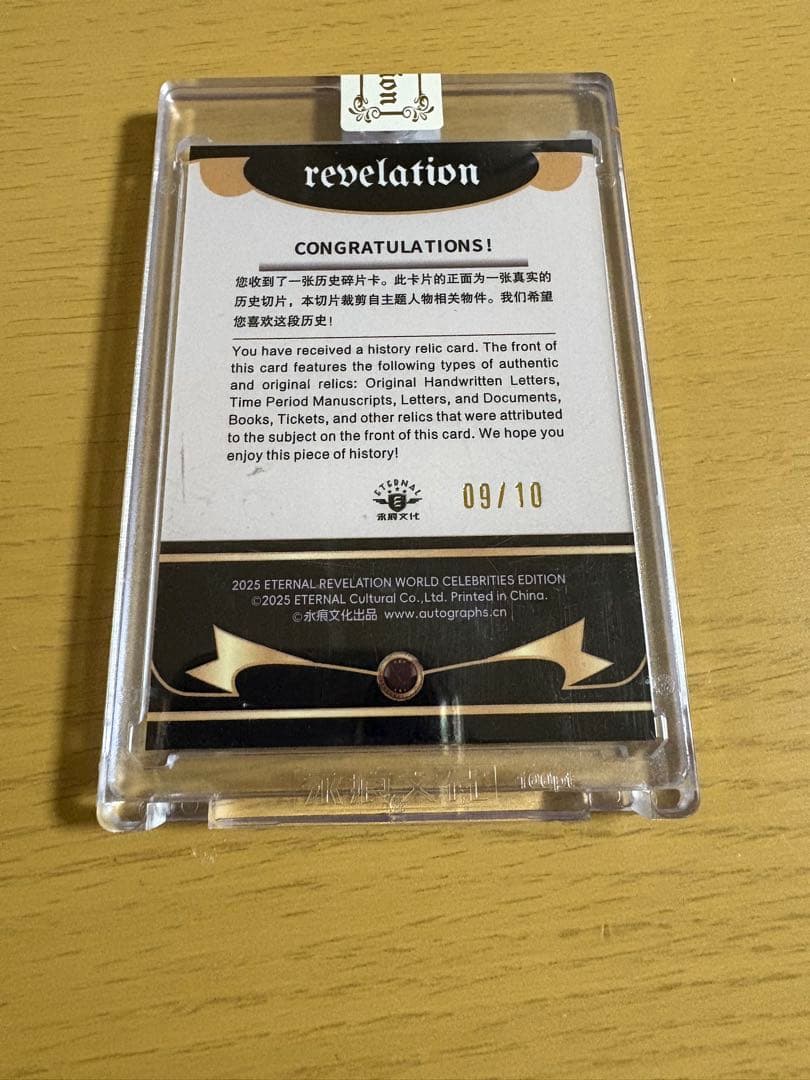 ion
revelation
CONGRATULATIONS!
您收到了一张历史碎片卡。此卡片的正面为一张真实的
历史切片，本切片裁剪自主题人物相关物件。我们希望
您喜欢这段历史！
You have received a history relic card. The front of
this card features the following types of authentic
and original relics: Original Handwritten Letters,
Time Period Manuscripts, Letters, and Documents,
Books, Tickets, and other relics that were attributed
to the subject on the front of this card. We hope you
enjoy this piece of history!
ETERNAL
永痕文化
09/10
2025 ETERNAL REVELATION WORLD CELEBRITIES EDITION
©2025 ETERNAL Cultural Co.,Ltd. Printed in China.
©永痕文化出品 www.autographs.cn
永痕文化 100pt